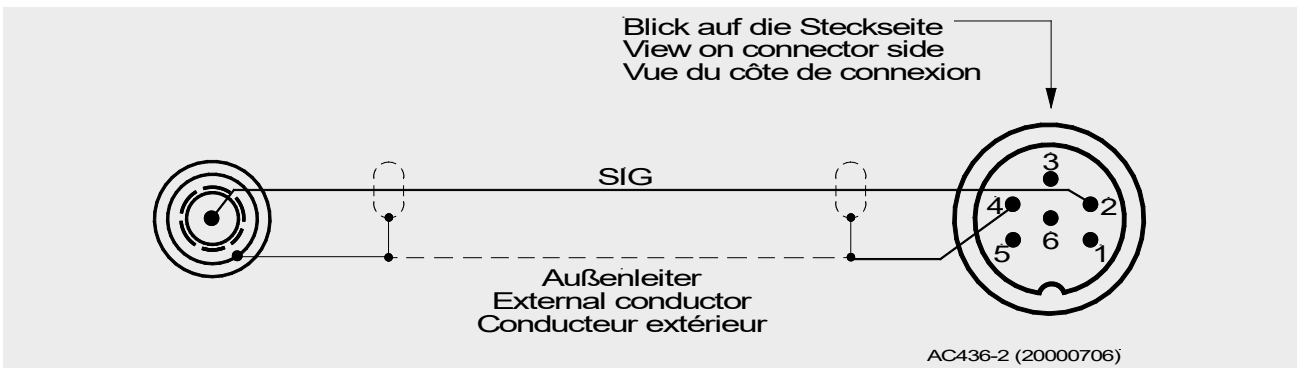 Blick auf die Steckseite
View on connector side
Vue du côte de connexion
SIG
3
4
2
5
6
1
Außenleiter
External conductor
Conducteur extérieur
AC436-2 (20000706)